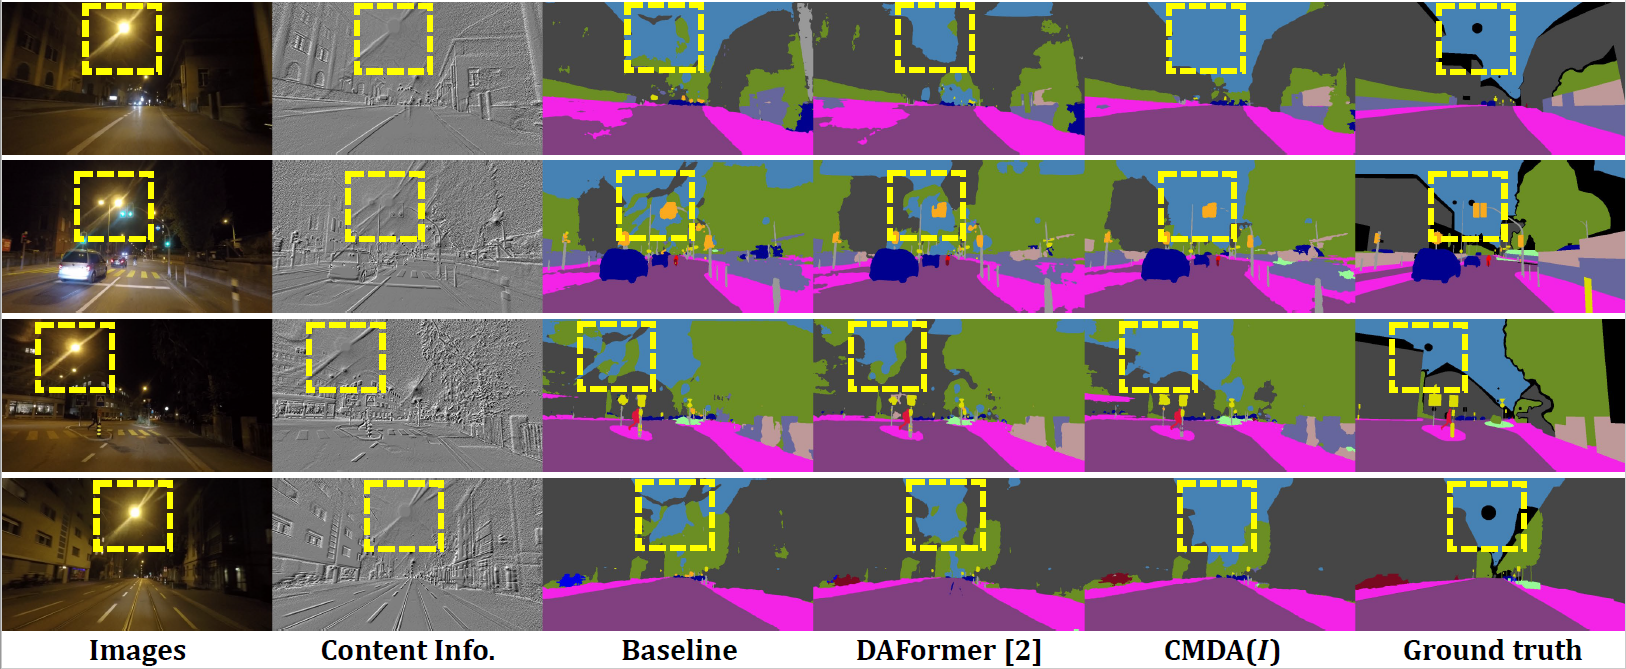 Images Content Info. Baseline DAFormer [2] CMDA(I) Ground truth